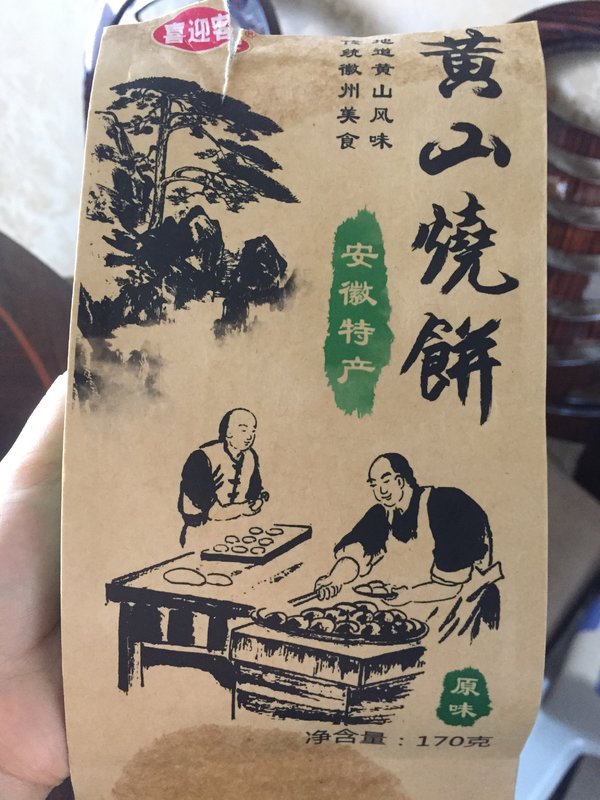 喜迎客
黄山燒餅
地道黄山风味
传统徽州美食
安徽特产
原味
净含量：170克